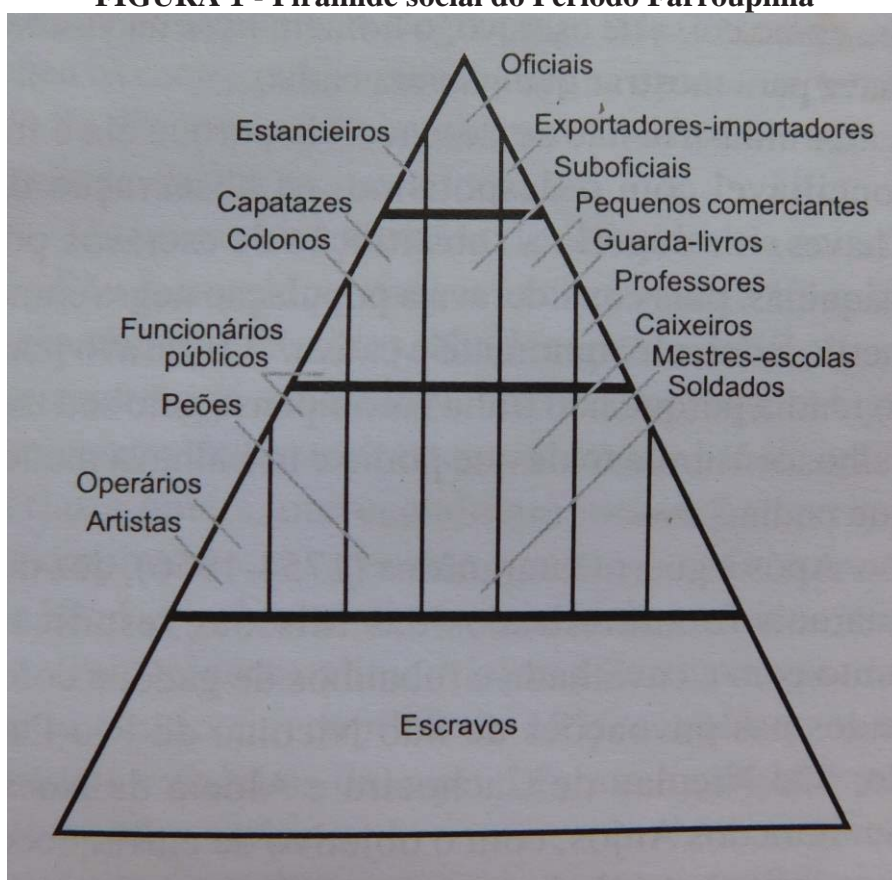 FIGURA 1 - Pirâmide social do Período Farroupilha
Oficiais
Estancieiros
Exportadores-importadores
Suboficiais
Capatazes
Pequenos comerciantes
Colonos
Guarda-livros
Professores
Funcionários
públicos
Caixeiros
Mestres-escolas
Peões
Soldados
Operários
Artistas
Escravos